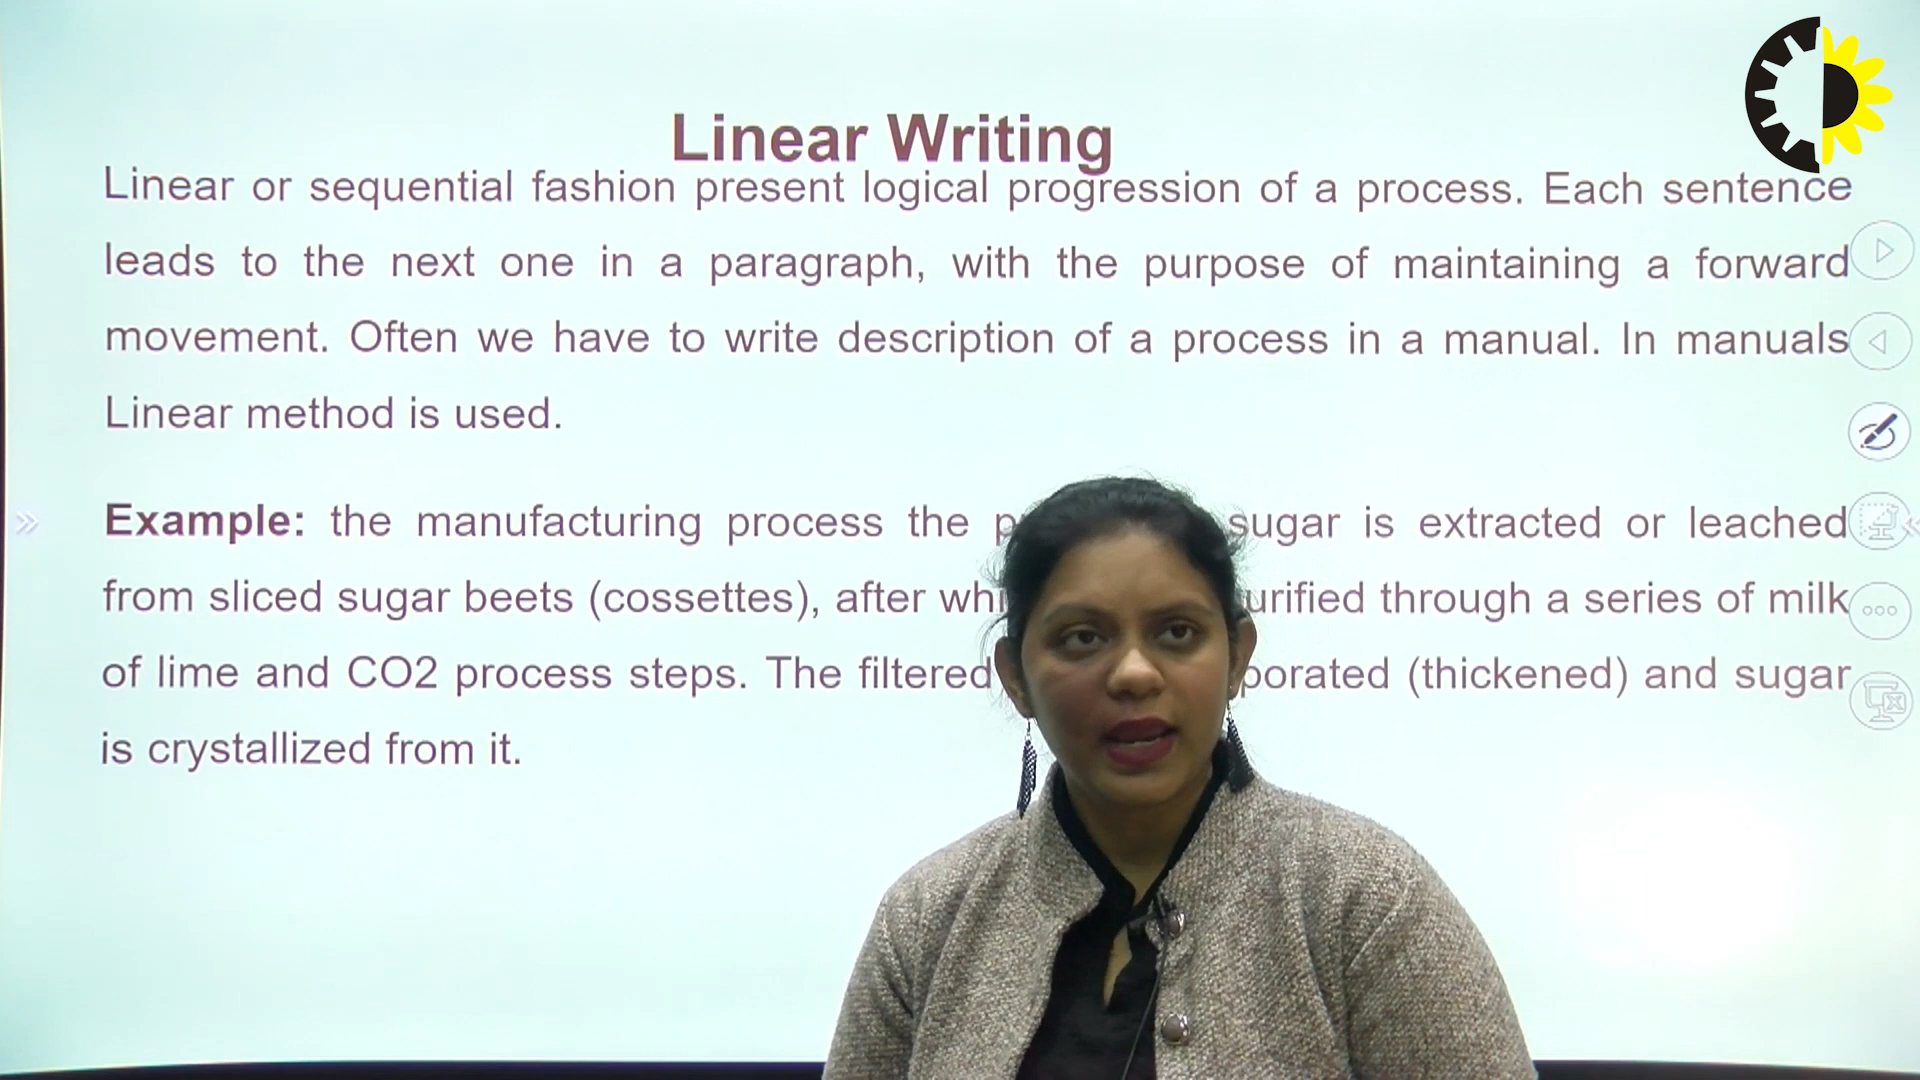 Linear Writing
Linear or sequential fashion present logical progression of a process. Each sentence
leads to the next one in a paragraph, with the purpose of maintaining a forward
movement. Often we have to write description of a process in a manual. In manuals
Linear method is used.
Example: the manufacturing process the sugar is extracted or leached
from sliced sugar beets (cossettes), after through a series of milk
of lime and CO2 process steps. The filtered (thickened) and sugar
is crystallized from it.